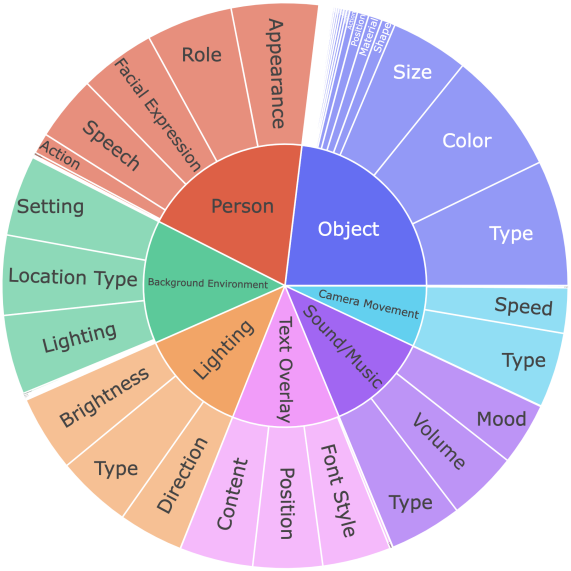 Appearance
Role
Facial Expression
Speech
Action
Person
Position
Material
Shape
Size
Color
Type
Object
Setting
Location Type
Lighting
Background Environment
Camera Movement
Speed
Type
Lighting
Brightness
Type
Direction
Text Overlay
Content
Position
Font Style
Sound/Music
Mood
Volume
Type